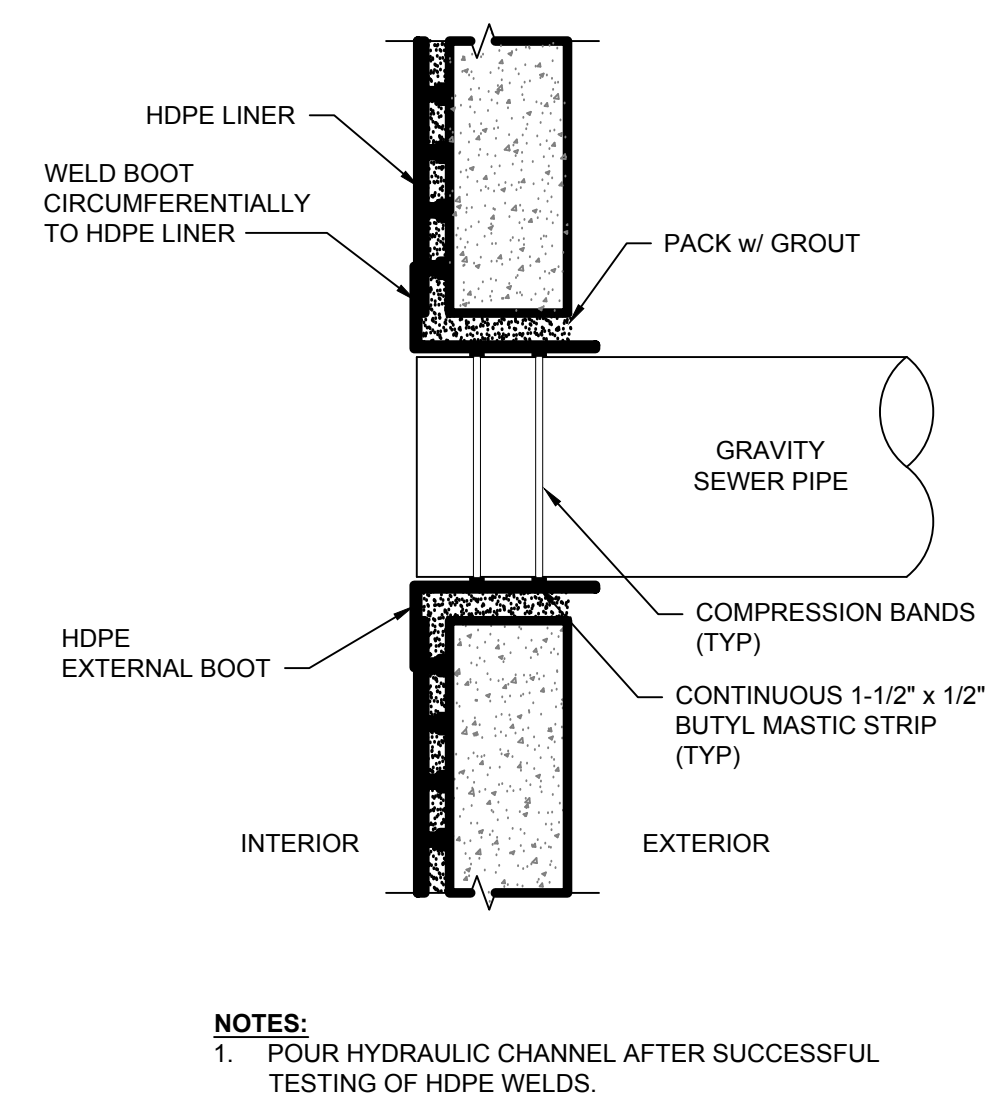 HDPE LINER
WELD BOOT
CIRCUMFERENTIALLY
TO HDPE LINER
PACK w/ GROUT
GRAVITY
SEWER PIPE
HDPE
EXTERNAL BOOT
COMPRESSION BANDS
(TYP)
CONTINUOUS 1-1/2" x 1/2"
BUTYL MASTIC STRIP
(TYP)
INTERIOR
EXTERIOR
NOTES:
1. POUR HYDRAULIC CHANNEL AFTER SUCCESSFUL
TESTING OF HDPE WELDS.